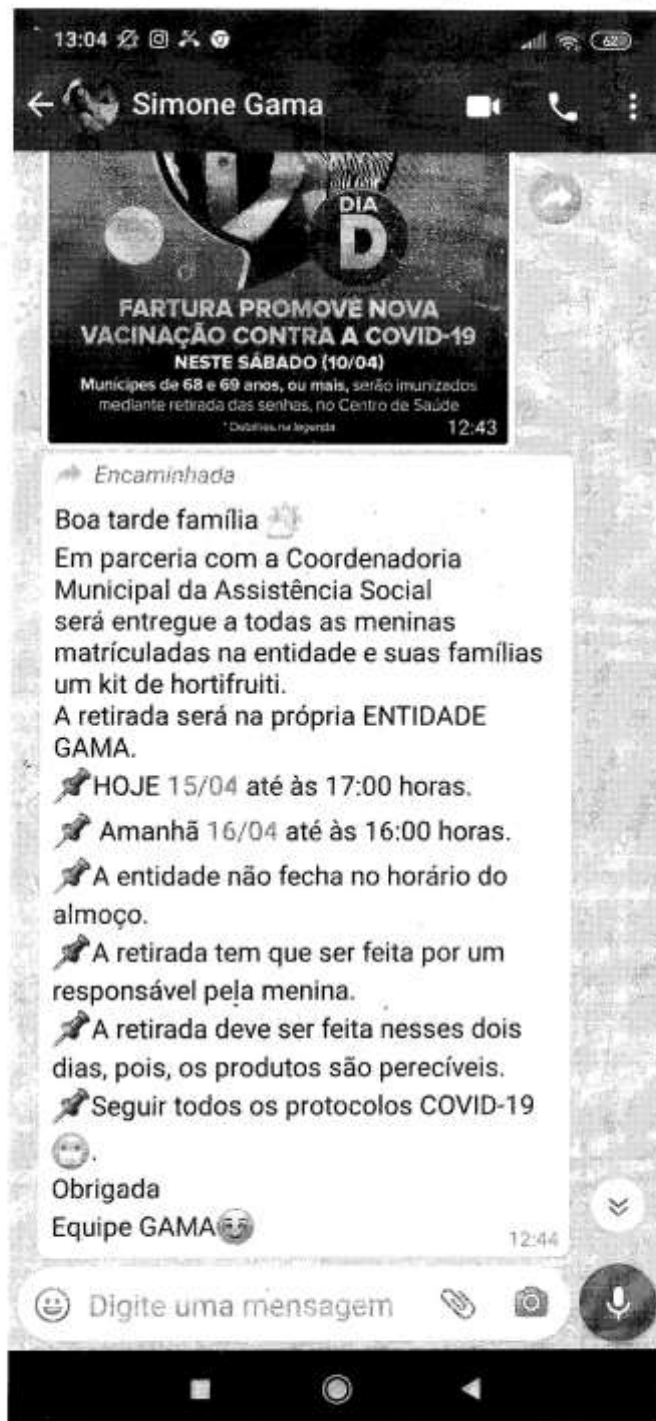 13:04
62
Simone Gama
DIA
D
FARTURA PROMOVE NOVA
VACINAÇÃO CONTRA A COVID-19
NESTE SÁBADO (10/04)
Munícipes de 68 e 69 anos, ou mais, serão imunizados
mediante retirada das senhas, no Centro de Saúde
* Detalhes na legenda
12:43
Encaminhada
Boa tarde família
Em parceria com a Coordenadoria
Municipal da Assistência Social
será entregue a todas as meninas
matrículadas na entidade e suas famílias
um kit de hortifruiti.
A retirada será na própria ENTIDADE
GAMA.
📌HOJE 15/04 até às 17:00 horas.
📌 Amanhã 16/04 até às 16:00 horas.
📌A entidade não fecha no horário do
almoço.
📌A retirada tem que ser feita por um
responsável pela menina.
📌A retirada deve ser feita nesses dois
dias, pois, os produtos são perecíveis.
📌Seguir todos os protocolos COVID-19
😷.
Obrigada
Equipe GAMA😊
12:44
Digite uma mensagem